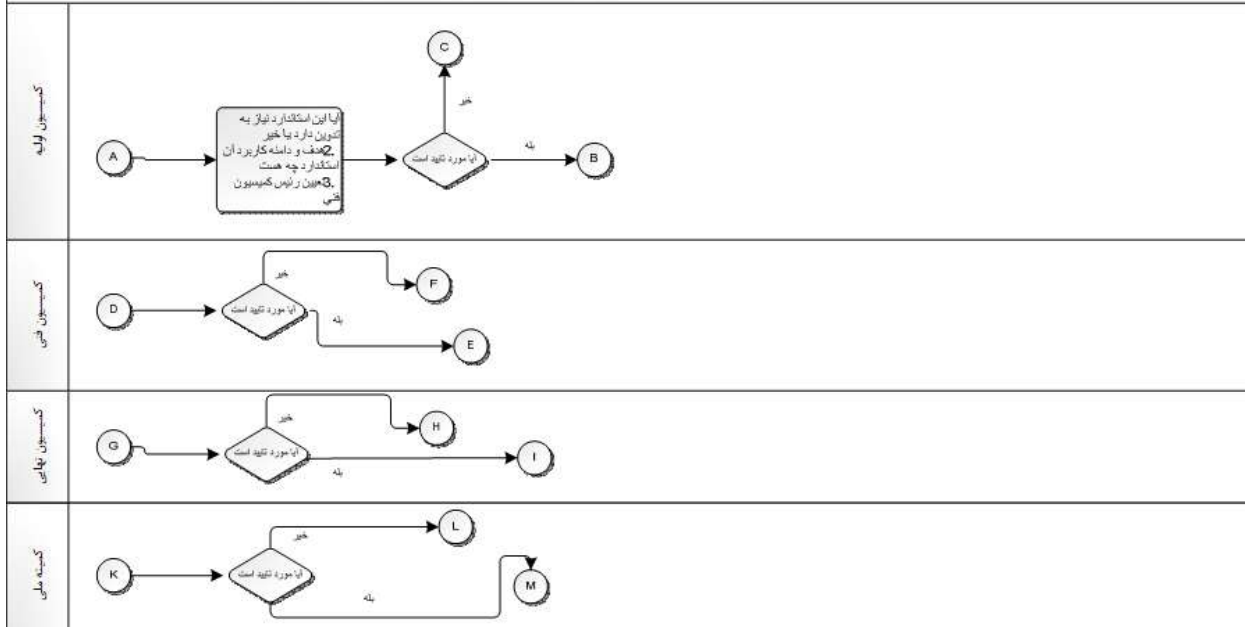 کمیسیون اولیه
A
آیا این استاندارد نیاز به
تدوین دارد یا خیر
2.هدف و دامنه کاربرد آن
استاندارد چه هست
3.تعیین رئیس کمیسیون
فنی
آیا مورد تایید است
خیر
C
بله
B
کمیسیون فنی
D
آیا مورد تایید است
خیر
F
بله
E
کمیسیون نهایی
G
آیا مورد تایید است
خیر
H
بله
I
کمیته ملی
K
آیا مورد تایید است
خیر
L
بله
M